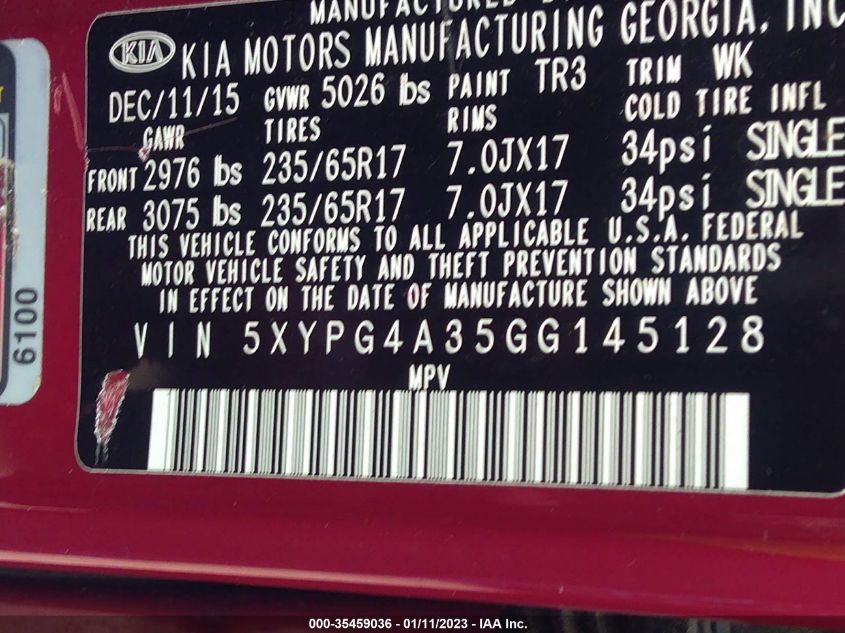 MANUFACTURED
KIA KIA MOTORS MANUFACTURING GEORGIA, INC
DEC/11/15 GVWR 5026 lbs PAINT TR3 TRIM WK
GAWR TIRES RIMS COLD TIRE INFL
FRONT 2976 lbs 235/65R17 7.0JX17 34psi SINGLE
REAR 3075 lbs 235/65R17 7.0JX17 34psi SINGLE
THIS VEHICLE CONFORMS TO ALL APPLICABLE U.S.A. FEDERAL
MOTOR VEHICLE SAFETY AND THEFT PREVENTION STANDARDS
IN EFFECT ON THE DATE OF MANUFACTURE SHOWN ABOVE
VIN 5XYPG4A35GG145128
MPV
6100
000-35459036 - 01/11/2023 - IAA Inc.